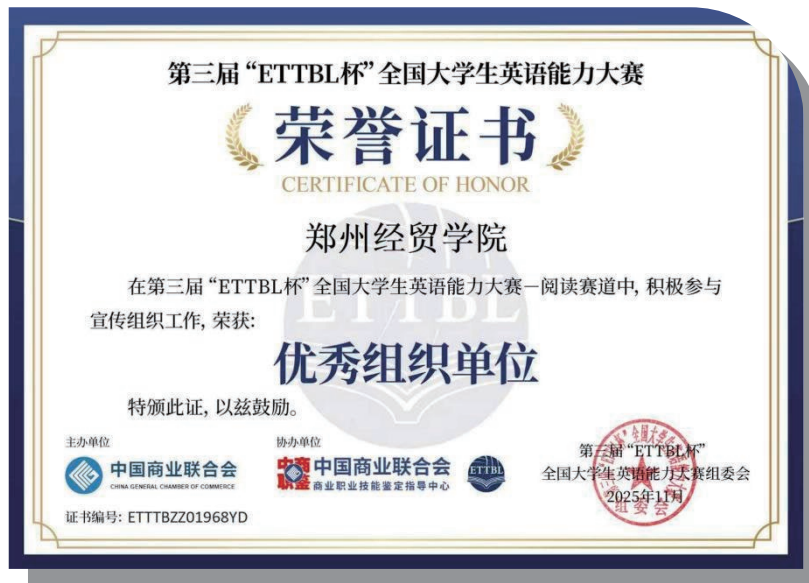 第三届“ETTBL杯”全国大学生英语能力大赛
荣誉证书
CERTIFICATE OF HONOR
郑州经贸学院
在第三届“ETTBL杯”全国大学生英语能力大赛—阅读赛道中, 积极参与
宣传组织工作, 荣获:
ETTBL
优秀组织单位
特颁此证, 以兹鼓励。
主办单位
中国商业联合会
CHINA GENERAL CHAMBER OF COMMERCE
协办单位
中商职鉴
中国商业联合会
商业职业技能鉴定指导中心
ETTBL
第三届“ETTBL杯”
全国大学生英语能力大赛组委会
2025年11月
组委会
证书编号: ETTTBZZ01968YD